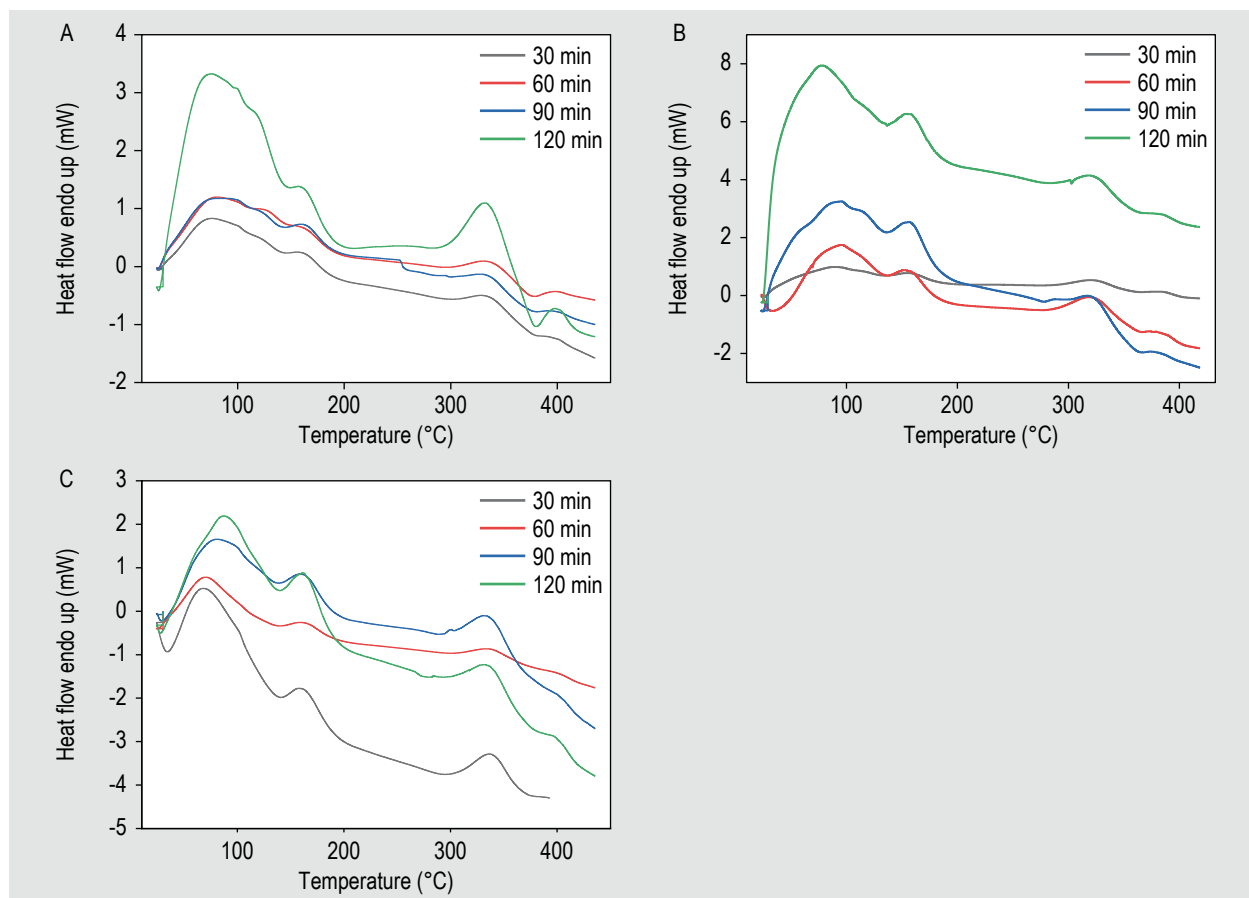 A
4
3
2
1
0
-1
-2
Heat flow endo up (mW)
30 min
60 min
90 min
120 min
100 200 300 400
Temperature (°C)
B
8
6
4
2
0
-2
Heat flow endo up (mW)
30 min
60 min
90 min
120 min
100 200 300 400
Temperature (°C)
C
3
2
1
0
-1
-2
-3
-4
-5
Heat flow endo up (mW)
30 min
60 min
90 min
120 min
100 200 300 400
Temperature (°C)